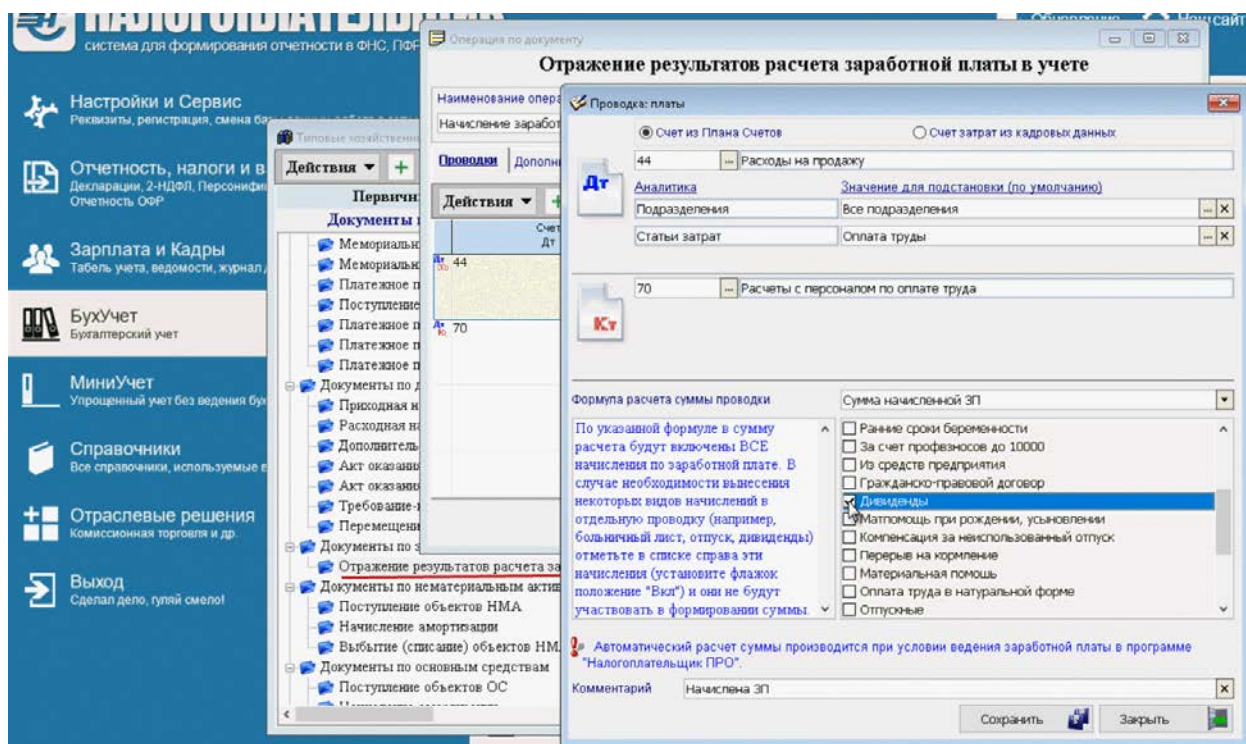 система для формирования отчетности в ФНС, ПФР
Настройки и Сервис
Отчетность, налоги и в
Декларации, 2-НДФЛ, Персонифи
Отчетность ОФР
Зарплата и Кадры
Табель учета, ведомости, журнал
БухУчет
Бухгалтерский учет
МиниУчет
Упрощенный учет без ведения бух
Справочники
Все справочники, используемые в
Отраслевые решения
Комиссионная торговля и др.
Выход
Сделал дело, гуляй смело!
Типовые хозяйственн
Действия
Первичн
Документы
Мемориальн
Мемориальн
Платежное п
Поступление
Платежное п
Платежное п
Платежное п
Документы по д
Приходная н
Расходная на
Дополнитель
Акт оказани
Акт оказани
Требование-
Перемещени
Документы по з
Отражение результатов расчета за
Документы по нематериальным актив
Поступление объектов НМА
Начисление амортизации
Выбытие (списание) объектов НМ
Документы по основным средствам
Поступление объектов ОС
Операция по документу
Отражение результатов расчета заработной платы в учете
Наименование опера
Начисление заработ
Проводки Дополни
Действия
Счет
Дт
44
70
Проводка: платы
Счет из Плана Счетов Счет затрат из кадровых данных
Дт
44 ... Расходы на продажу
Аналитика Значение для подстановки (по умолчанию)
Подразделения Все подразделения
Статьи затрат Оплата труды
Кт
70 ... Расчеты с персоналом по оплате труда
Формула расчета суммы проводки Сумма начисленной ЗП
По указанной формуле в сумму
расчета будут включены ВСЕ
начисления по заработной плате. В
случае необходимости вынесения
некоторых видов начислений в
отдельную проводку (например,
больничный лист, отпуск, дивиденды)
отметьте в списке справа эти
начисления (установите флажок
положение "Вкл") и они не будут
участвовать в формировании суммы.
Ранние сроки беременности
За счет профвзносов до 10000
Из средств предприятия
Гражданско-правовой договор
Дивиденды
Матпомощь при рождении, усыновлении
Компенсация за неиспользованный отпуск
Перерыв на кормление
Материальная помошь
Оплата труда в натуральной форме
Отпускные
Автоматический расчет суммы производится при условии ведения заработной платы в программе
"Налогоплательщик ПРО".
Комментарий Начислена ЗП
Сохранить Закрыть